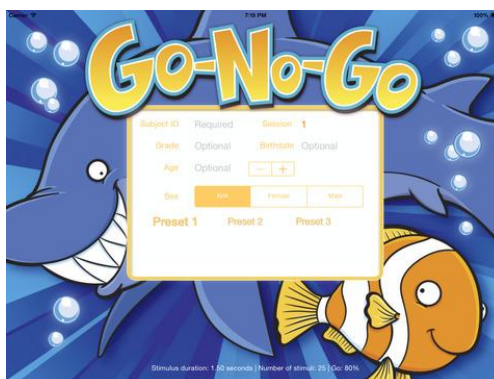 Carrier 7:19 PM 100%
Go-No-Go
Subject ID Required Session 1
Grade Optional Birthdate Optional
Age Optional − +
Sex N/A Female Male
Preset 1 Preset 2 Preset 3
Stimulus duration: 1.50 seconds | Number of stimuli: 25 | Go: 80%